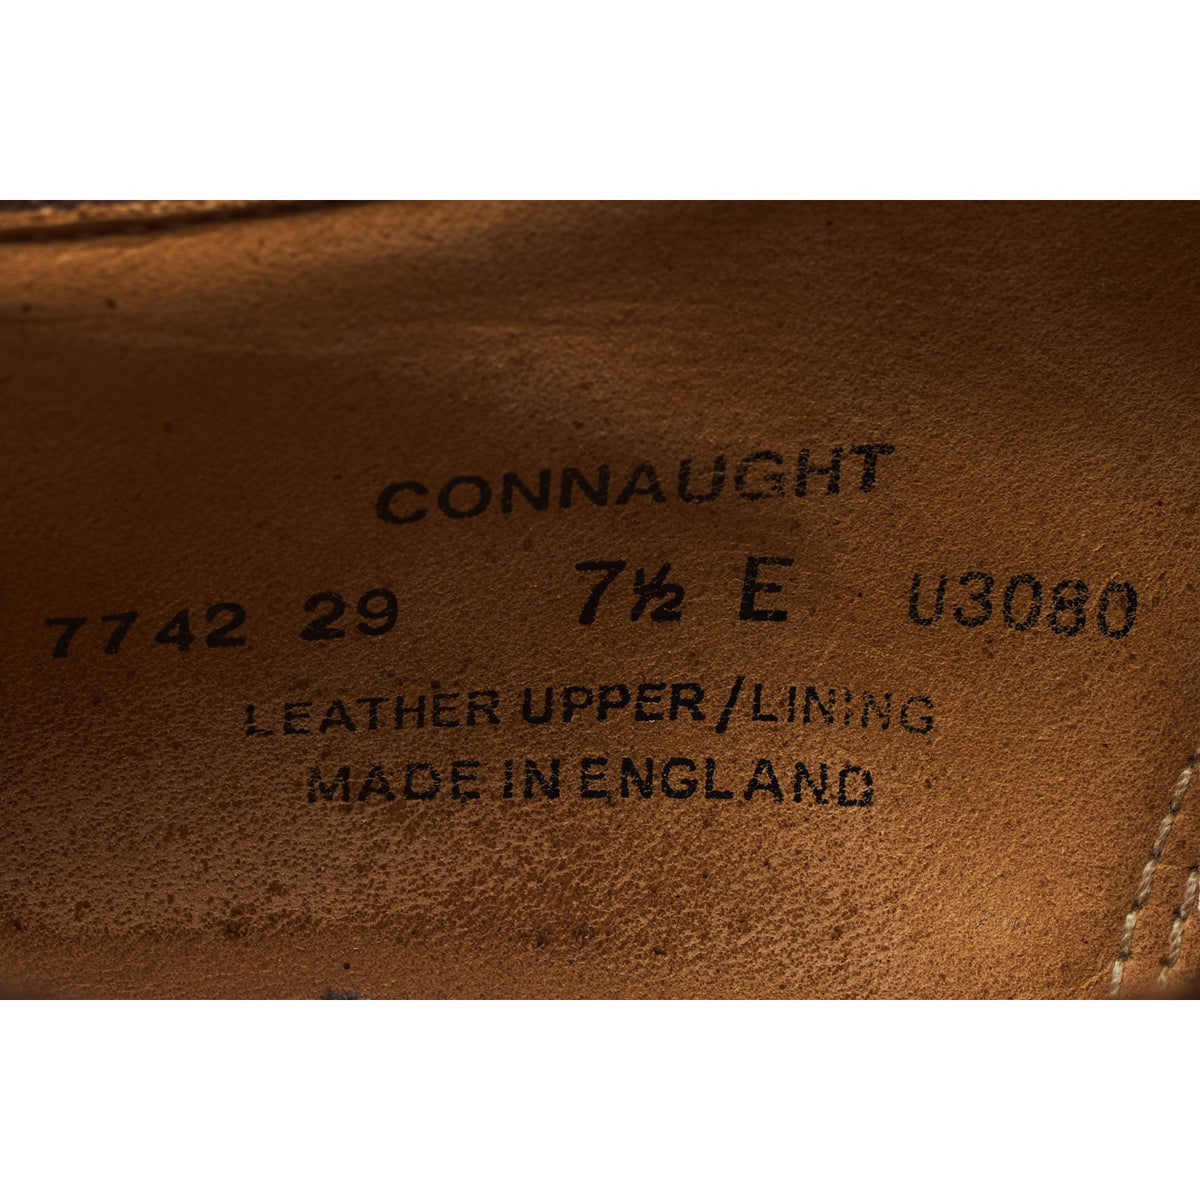 CONNAUGHT
7742 29 7½ E U3080
LEATHER UPPER/LINING
MADE IN ENGLAND